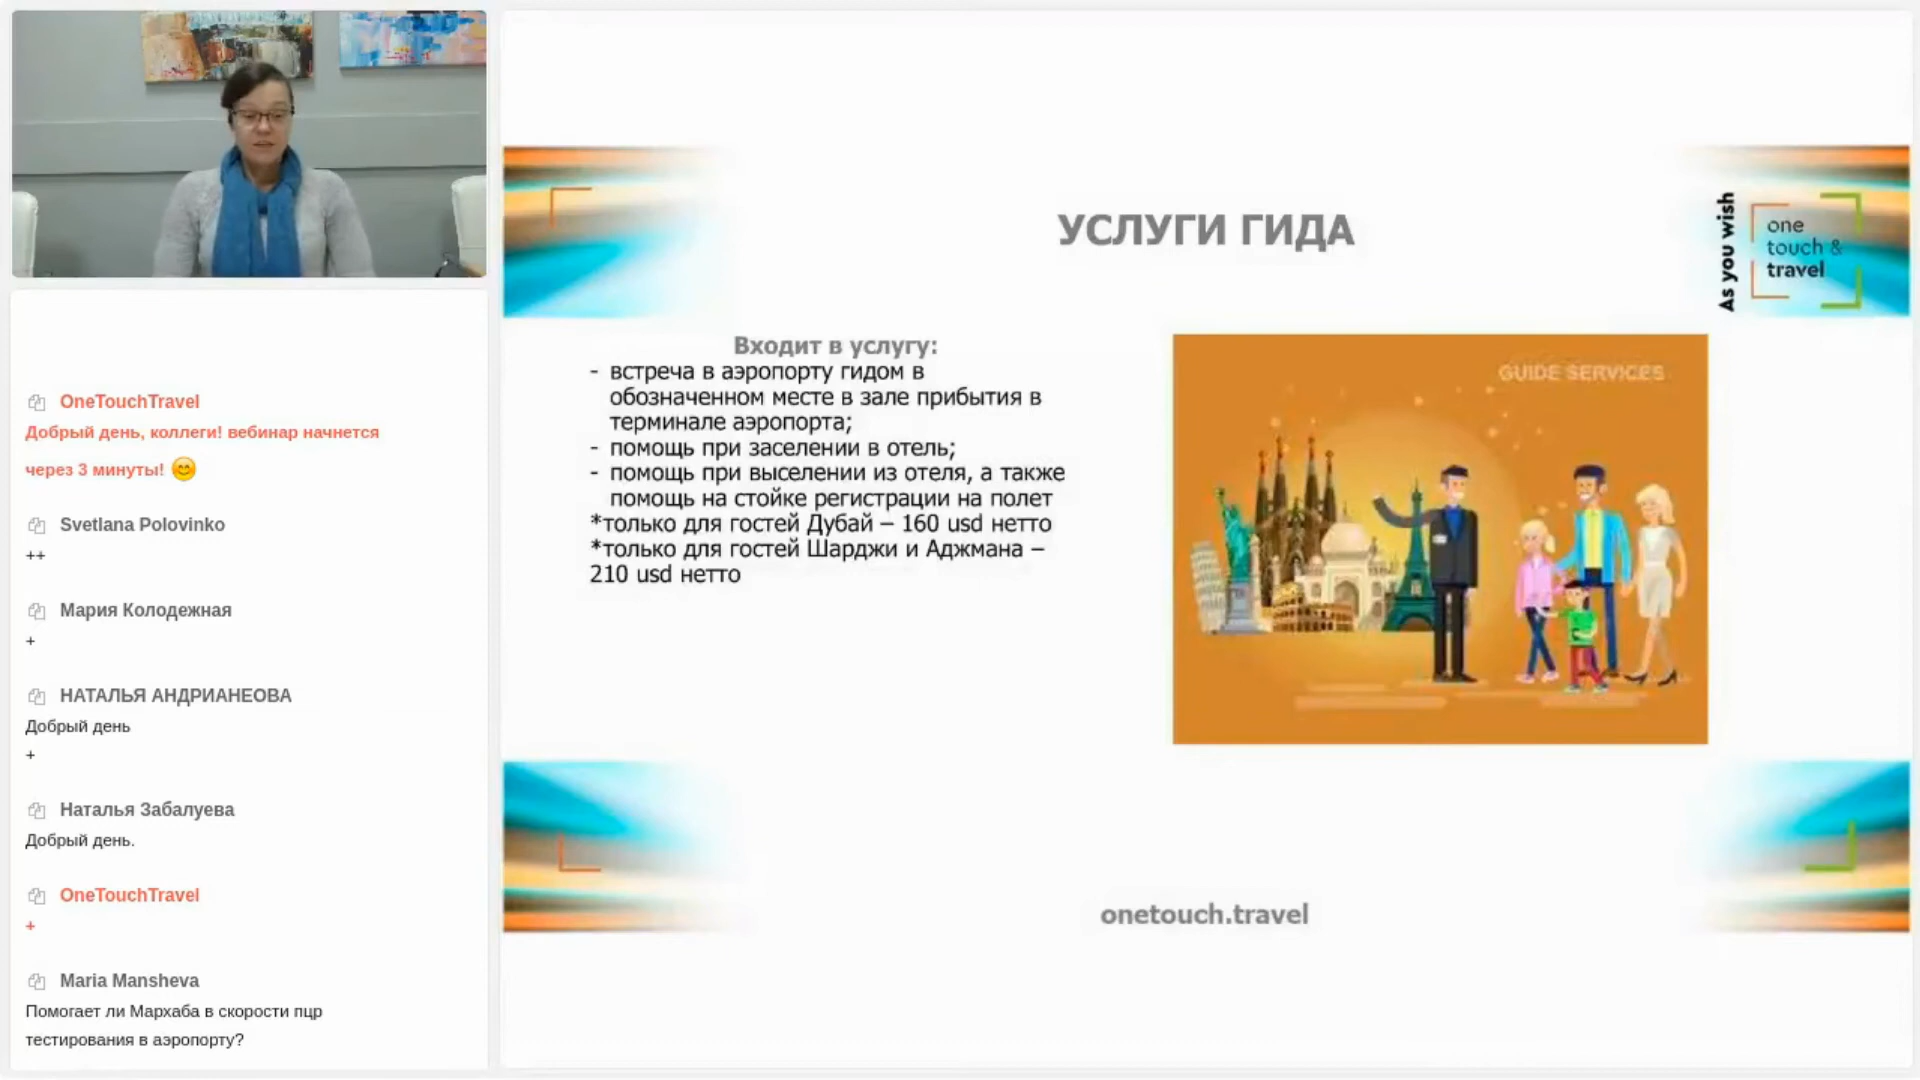 OneTouchTravel
Добрый день, коллеги! вебинар начнется
через 3 минуты! 😊
Svetlana Polovinko
++
Мария Колодежная
+
НАТАЛЬЯ АНДРИАНЕОВА
Добрый день
+
Наталья Забалуева
Добрый день.
OneTouchTravel
+
Maria Mansheva
Помогает ли Мархаба в скорости пцр
тестирования в аэропорту?
УСЛУГИ ГИДА
As you wish
one
touch &
travel
Входит в услугу:
- встреча в аэропорту гидом в
обозначенном месте в зале прибытия в
терминале аэропорта;
- помощь при заселении в отель;
- помощь при выселении из отеля, а также
помощь на стойке регистрации на полет
*только для гостей Дубай – 160 usd нетто
*только для гостей Шарджи и Аджмана –
210 usd нетто
GUIDE SERVICES
onetouch.travel